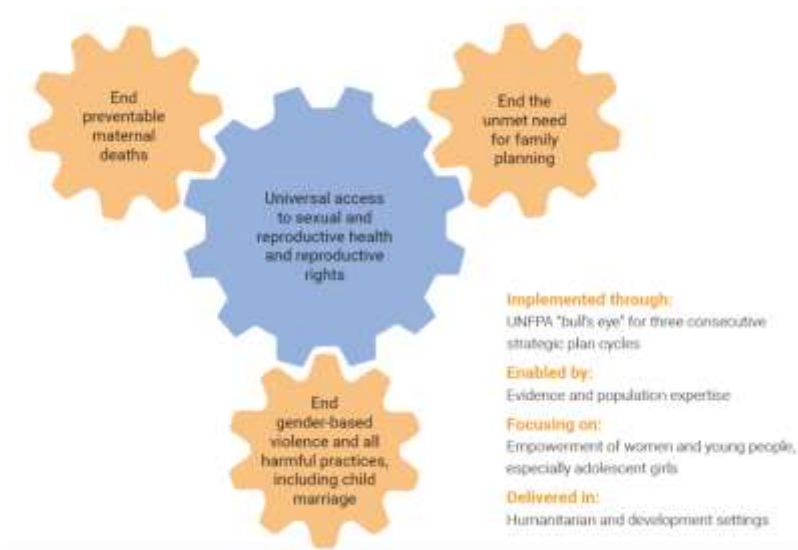 End
preventable
maternal
deaths
End the
unmet need
for family
planning
Universal access
to sexual and
reproductive health
and reproductive
rights
End
gender-based
violence and all
harmful practices,
including child
marriage
Implemented through:
UNFPA "bull's eye" for three consecutive
strategic plan cycles
Enabled by:
Evidence and population expertise
Focusing on:
Empowerment of women and young people,
especially adolescent girls
Delivered in:
Humanitarian and development settings